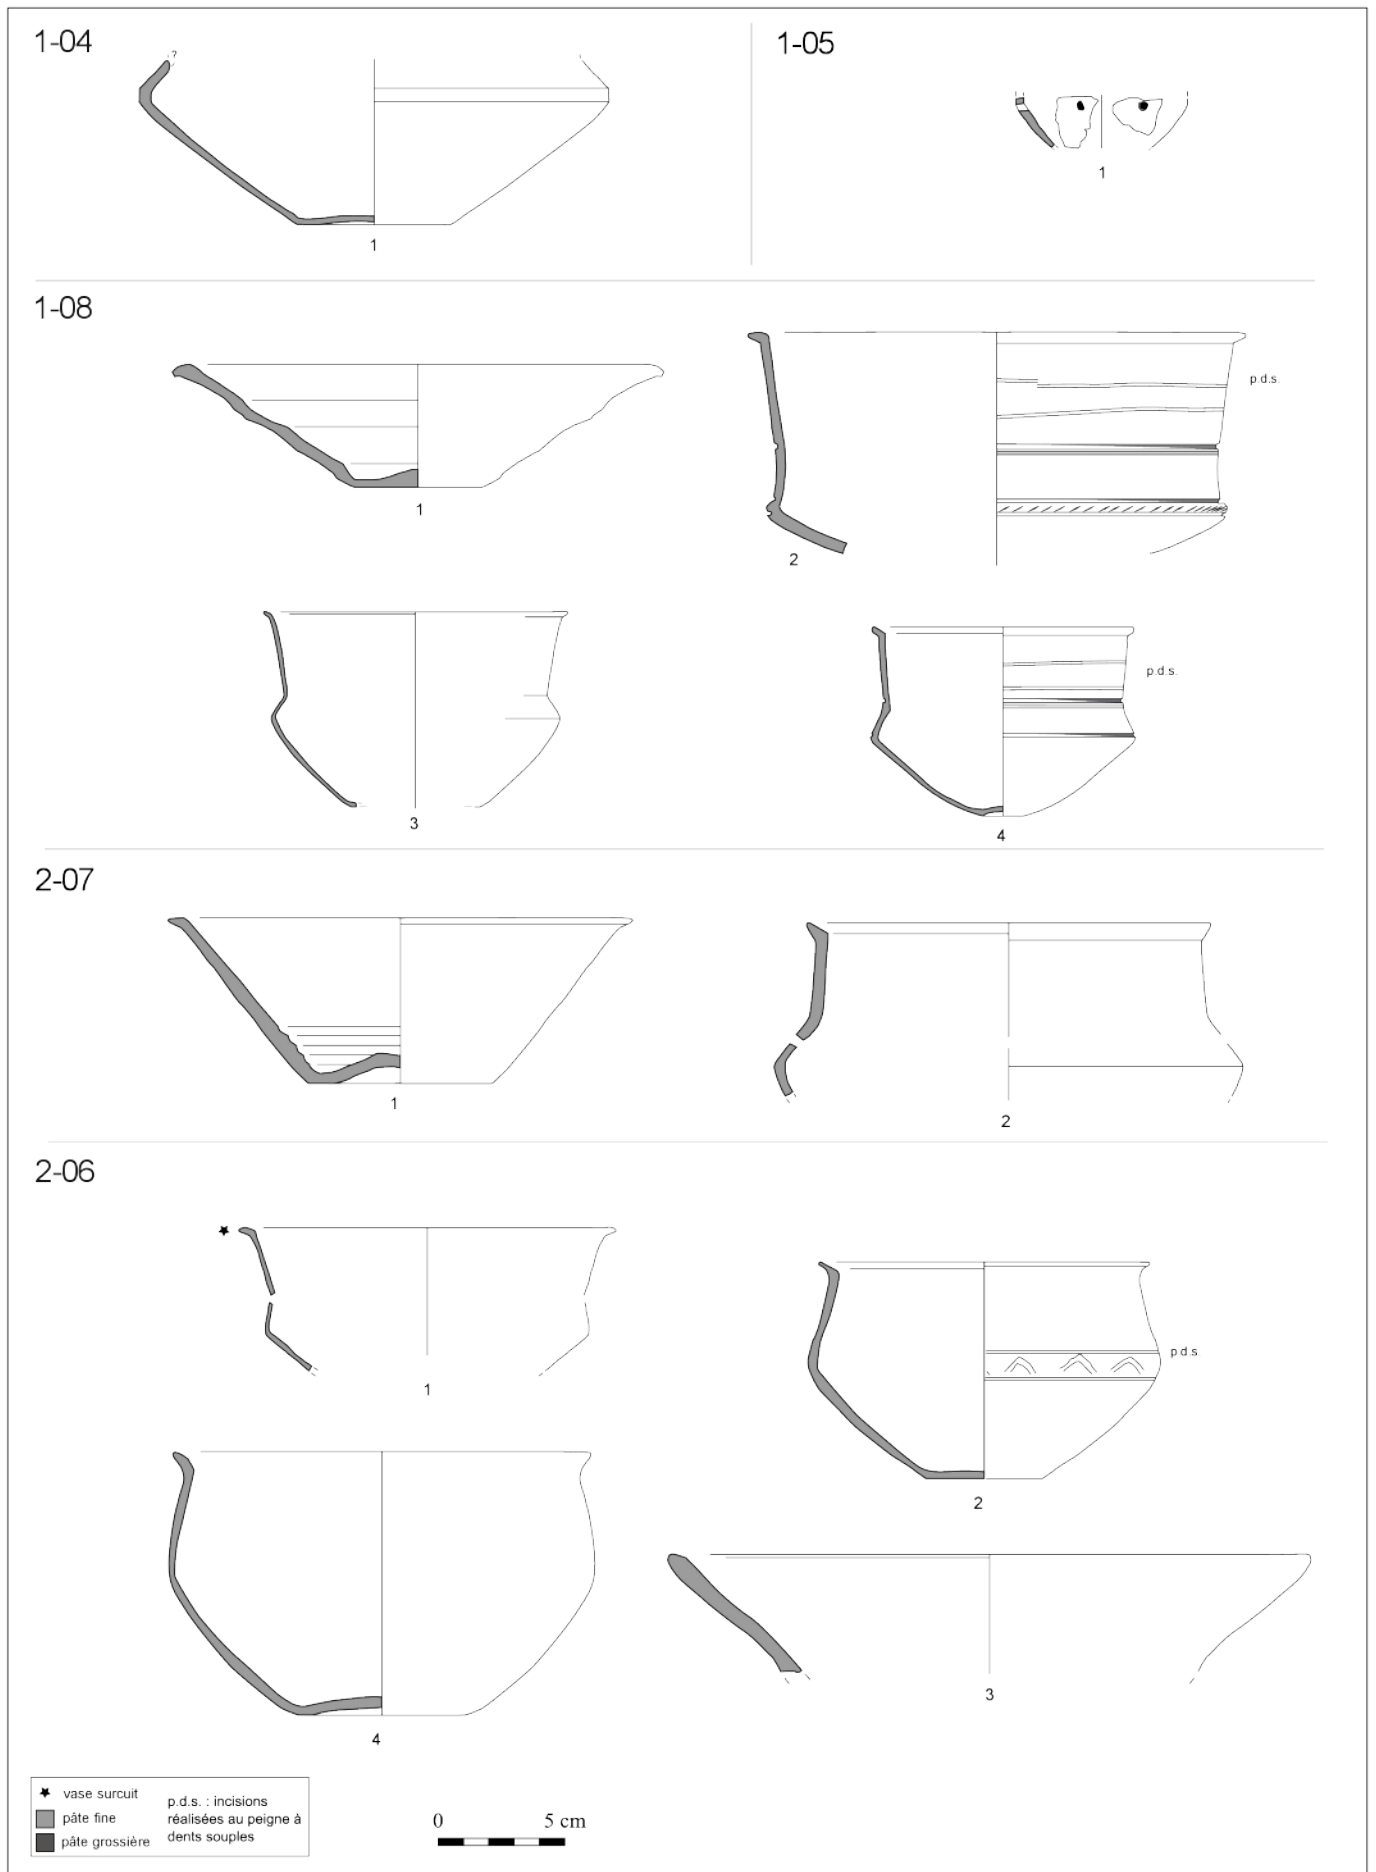 1-04
?
1
1-05
1
1-08
1
p.d.s.
2
3
p.d.s.
4
2-07
1
2
2-06
1
p.d.s
2
3
4
vase surcuit
pâte fine
pâte grossière
p.d.s. : incisions
réalisées au peigne à
dents souples
0 5 cm